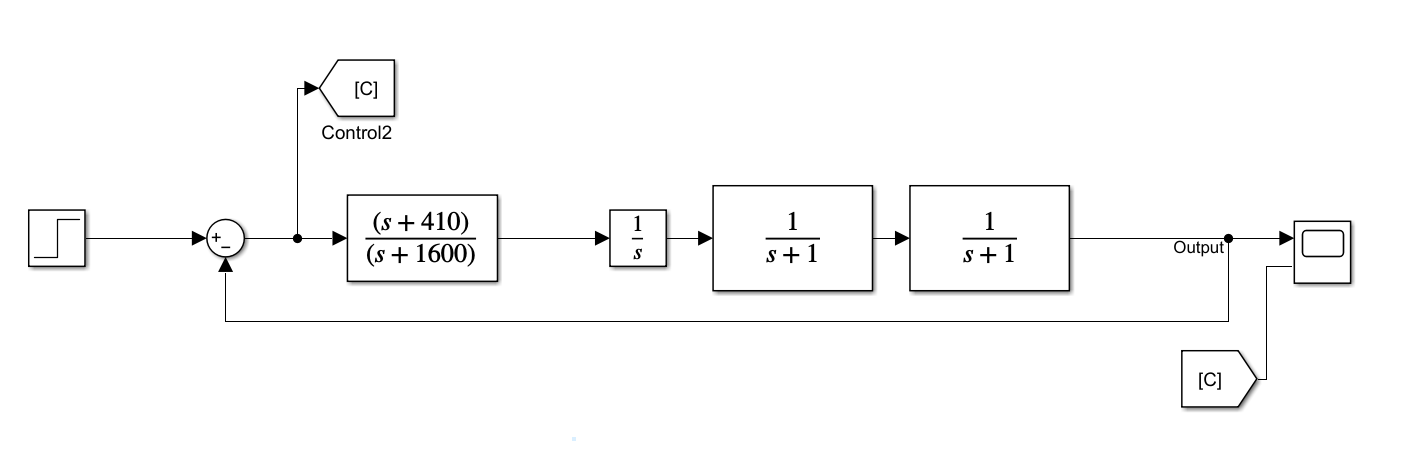 [C]
Control2
+
−
(s + 410)
(s + 1600)
1
s
1
s + 1
1
s + 1
Output
[C]